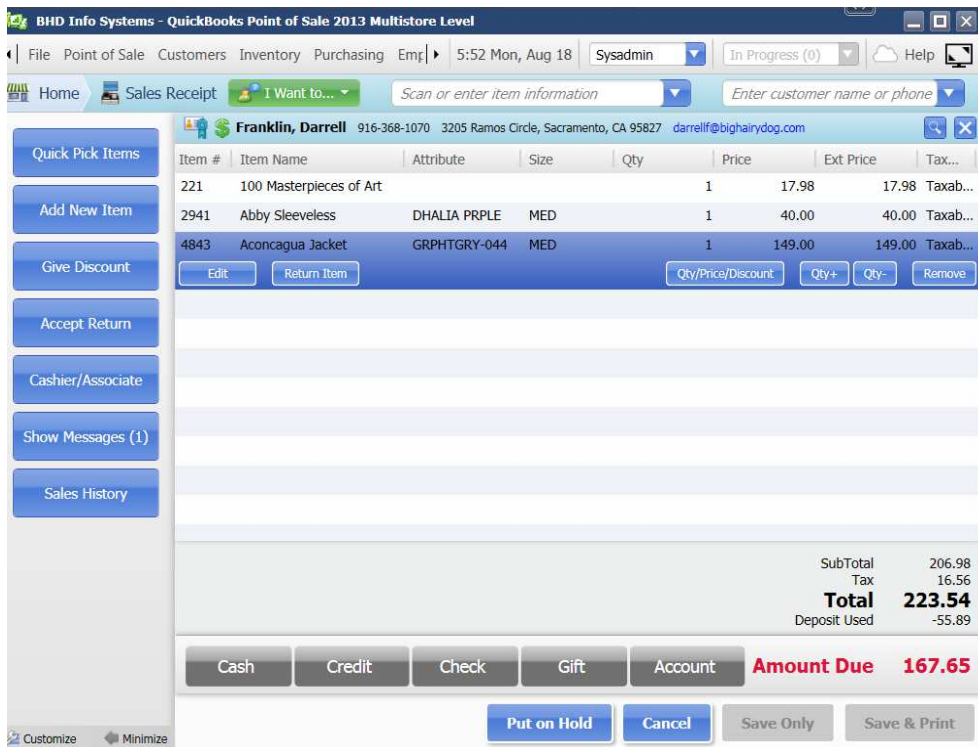 BHD Info Systems - QuickBooks Point of Sale 2013 Multistore Level
File Point of Sale Customers Inventory Purchasing 5:52 Mon, Aug 18 Sysadmin In Progress (0) Help
Home Sales Receipt I Want to... Scan or enter item information Enter customer name or phone
Franklin, Darrell 916-368-1070 3205 Ramos Circle, Sacramento, CA 95827 darrellf@bighairydog.com
Quick Pick Items
Add New Item
Give Discount
Accept Return
Cashier/Associate
Show Messages (1)
Sales History
Item # Item Name Attribute Size Qty Price Ext Price Tax...
221 100 Masterpieces of Art 1 17.98 17.98 Taxab...
2941 Abby Sleeveless DHALIA PRPLE MED 1 40.00 40.00 Taxab...
4843 Aconcagua Jacket GRPHTGRY-044 MED 1 149.00 149.00 Taxab...
Edit Return Item Qty/Price/Discount Qty+ Qty- Remove
SubTotal 206.98
Tax 16.56
Total 223.54
Deposit Used -55.89
Cash Credit Check Gift Account Amount Due 167.65
Put on Hold Cancel Save Only Save & Print
Customize Minimize